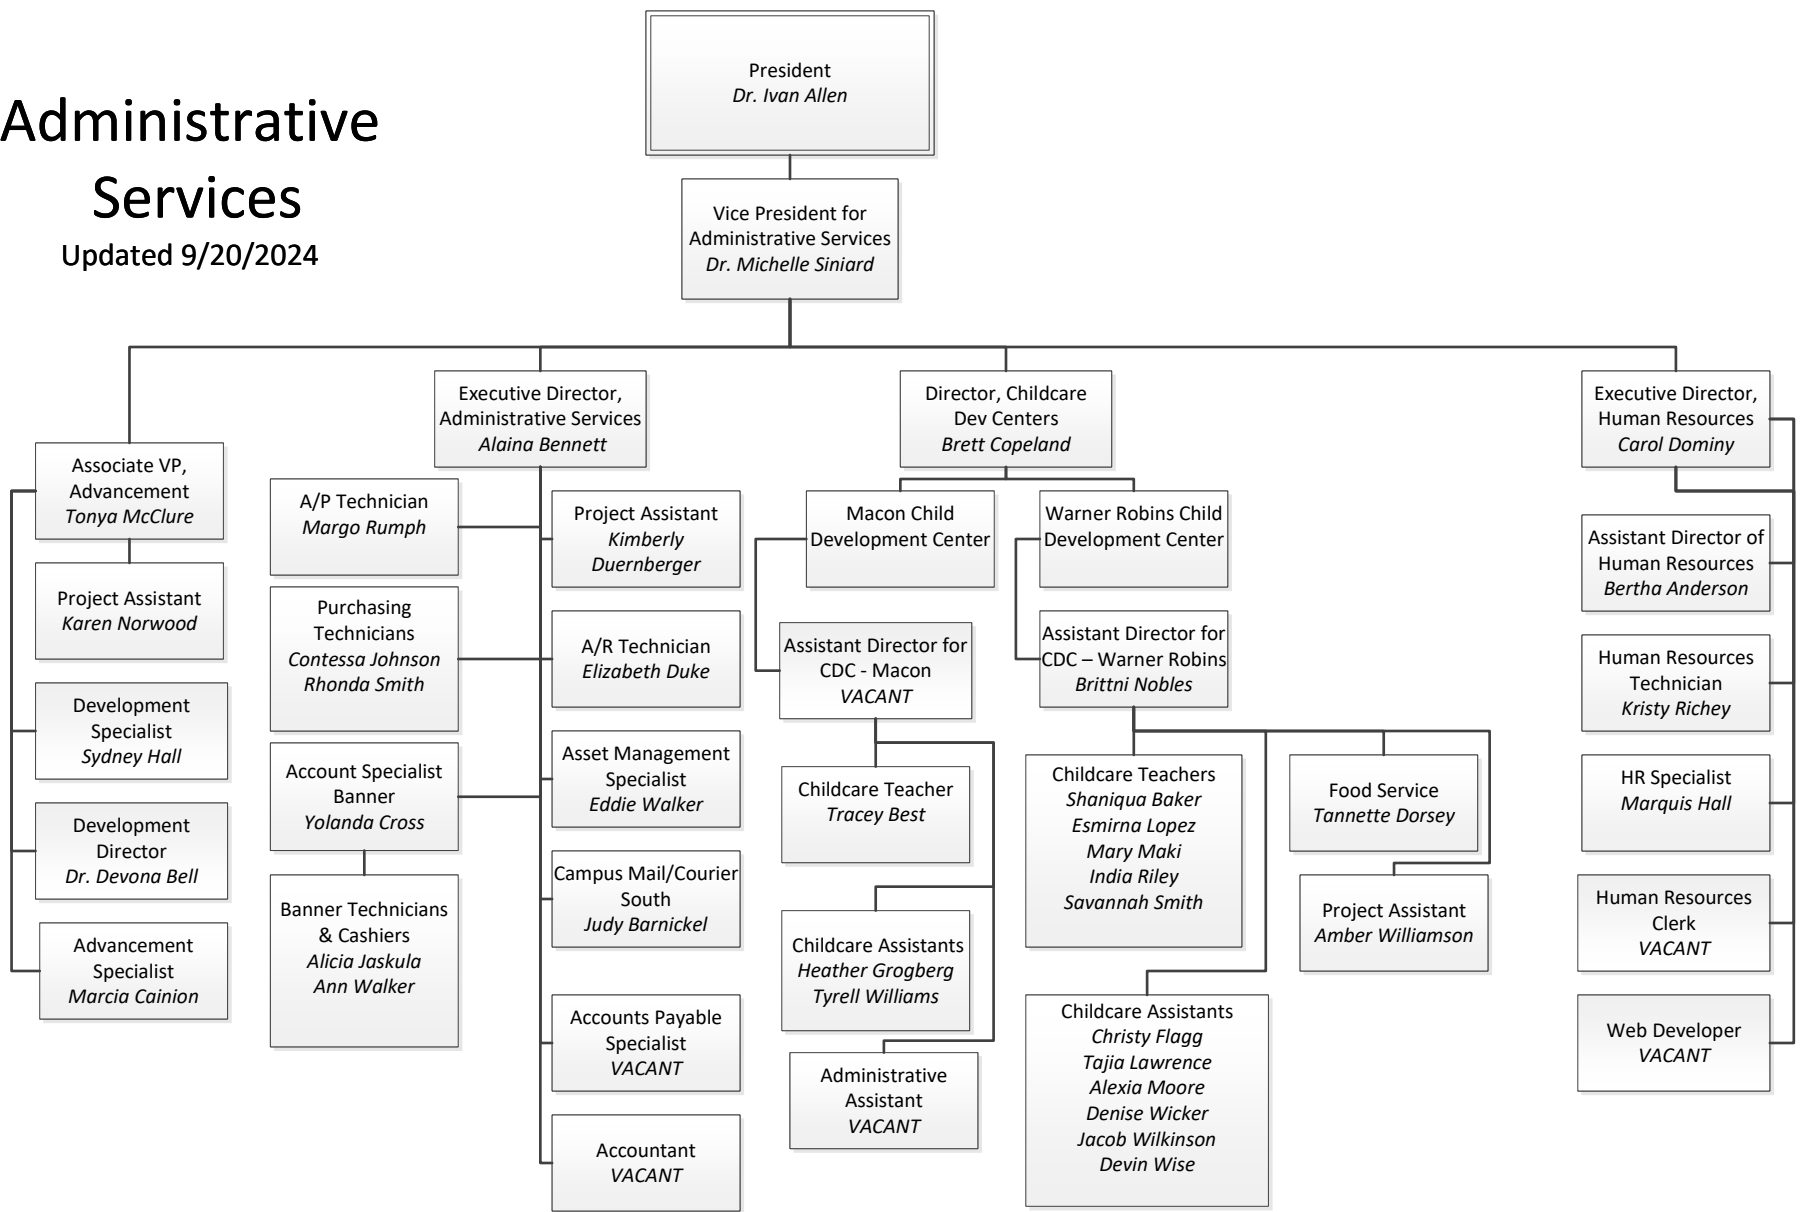 Administrative
Services
Updated 9/20/2024
President
Dr. Ivan Allen
Vice President for
Administrative Services
Dr. Michelle Siniard
Associate VP,
Advancement
Tonya McClure
Project Assistant
Karen Norwood
Development
Specialist
Sydney Hall
Development
Director
Dr. Devona Bell
Advancement
Specialist
Marcia Cainion
Executive Director,
Administrative Services
Alaina Bennett
A/P Technician
Margo Rumph
Purchasing
Technicians
Contessa Johnson
Rhonda Smith
Account Specialist
Banner
Yolanda Cross
Banner Technicians
& Cashiers
Alicia Jaskula
Ann Walker
Project Assistant
Kimberly
Duernberger
A/R Technician
Elizabeth Duke
Asset Management
Specialist
Eddie Walker
Campus Mail/Courier
South
Judy Barnickel
Accounts Payable
Specialist
VACANT
Accountant
VACANT
Director, Childcare
Dev Centers
Brett Copeland
Macon Child
Development Center
Assistant Director for
CDC - Macon
VACANT
Childcare Teacher
Tracey Best
Childcare Assistants
Heather Grogberg
Tyrell Williams
Administrative
Assistant
VACANT
Warner Robins Child
Development Center
Assistant Director for
CDC – Warner Robins
Brittni Nobles
Childcare Teachers
Shaniqua Baker
Esmirna Lopez
Mary Maki
India Riley
Savannah Smith
Childcare Assistants
Christy Flagg
Tajia Lawrence
Alexia Moore
Denise Wicker
Jacob Wilkinson
Devin Wise
Food Service
Tannette Dorsey
Project Assistant
Amber Williamson
Executive Director,
Human Resources
Carol Dominy
Assistant Director of
Human Resources
Bertha Anderson
Human Resources
Technician
Kristy Richey
HR Specialist
Marquis Hall
Human Resources
Clerk
VACANT
Web Developer
VACANT